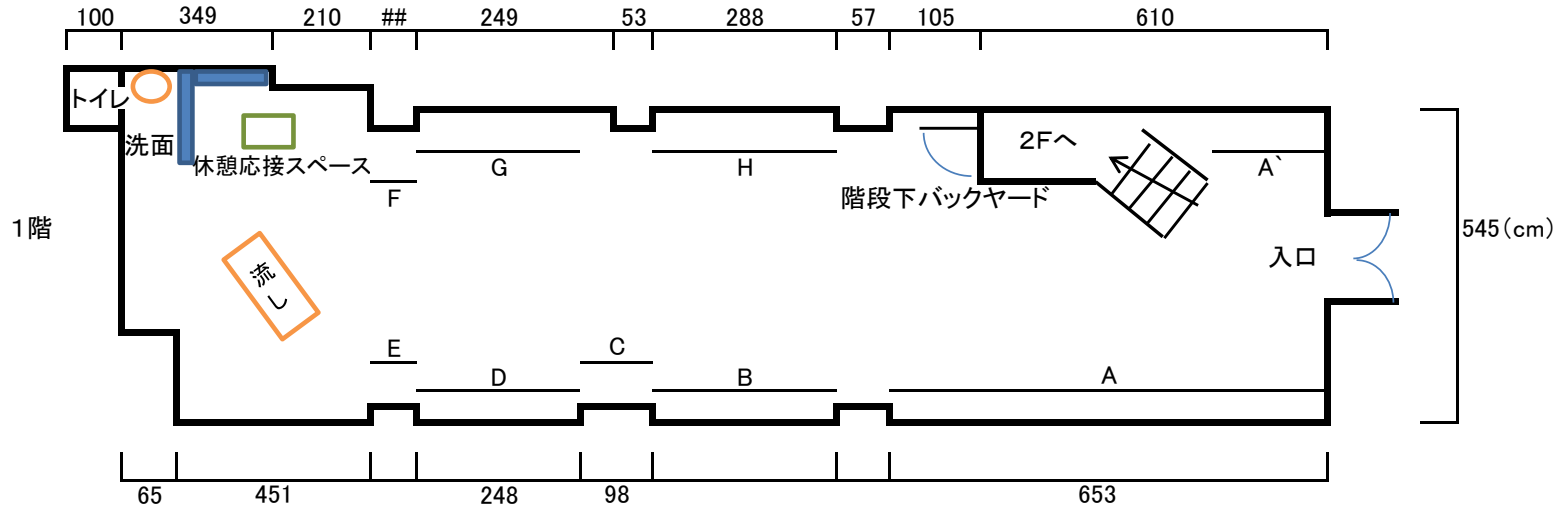 100
349
210
##
249
53
288
57
105
610
トイレ
洗面
休憩応接スペース
G
H
2Fへ
A`
F
階段下バックヤード
1階
545(cm)
入口
流し
E
C
D
B
A
65
451
248
98
653